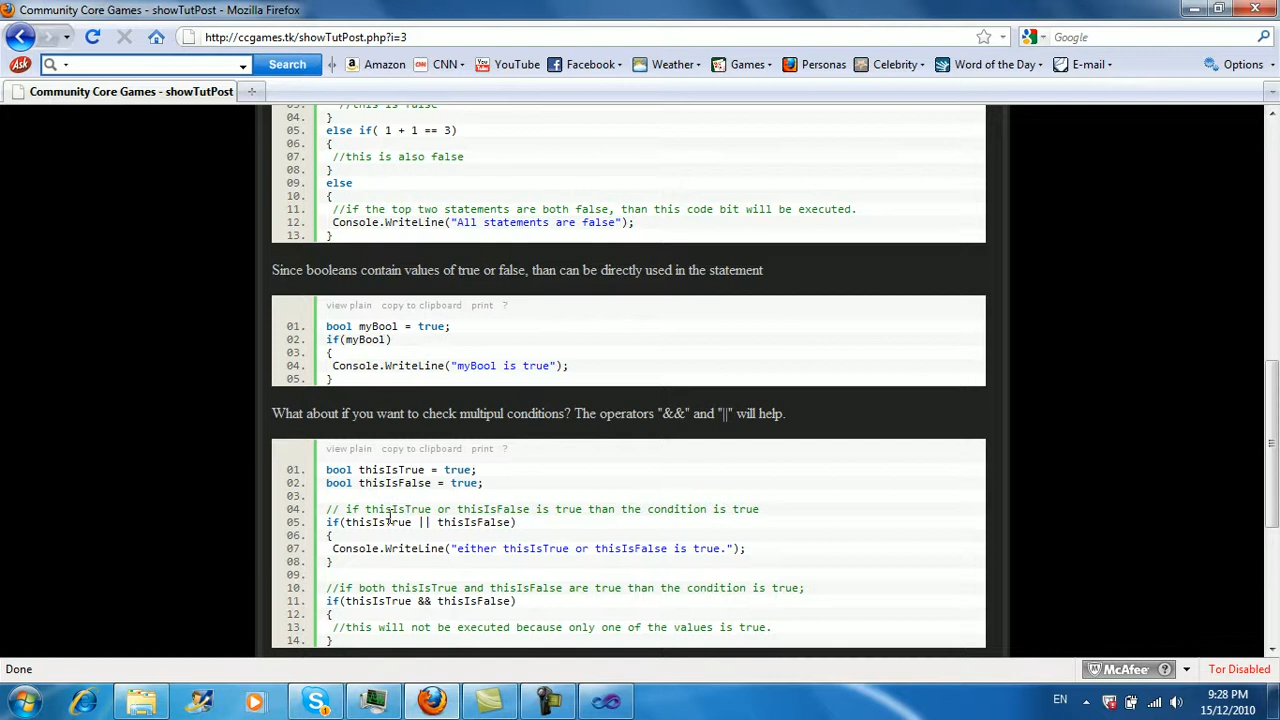 Community Core Games - showTutPost - Mozilla Firefox
http://ccgames.tk/showTutPost.php?i=3
Google
Ask
Search
Amazon
CNN
YouTube
Facebook
Weather
Games
Personas
Celebrity
Word of the Day
E-mail
Options
Community Core Games - showTutPost
03. //this is false
04. }
05. else if( 1 + 1 == 3)
06. {
07. //this is also false
08. }
09. else
10. {
11. //if the top two statements are both false, than this code bit will be executed.
12. Console.WriteLine("All statements are false");
13. }
Since booleans contain values of true or false, than can be directly used in the statement
view plain copy to clipboard print ?
01. bool myBool = true;
02. if(myBool)
03. {
04. Console.WriteLine("myBool is true");
05. }
What about if you want to check multipul conditions? The operators "&&" and "||" will help.
view plain copy to clipboard print ?
01. bool thisIsTrue = true;
02. bool thisIsFalse = true;
03.
04. // if thisIsTrue or thisIsFalse is true than the condition is true
05. if(thisIsTrue || thisIsFalse)
06. {
07. Console.WriteLine("either thisIsTrue or thisIsFalse is true.");
08. }
09.
10. //if both thisIsTrue and thisIsFalse are true than the condition is true;
11. if(thisIsTrue && thisIsFalse)
12. {
13. //this will not be executed because only one of the values is true.
14. }
Done
McAfee
Tor Disabled
EN
9:28 PM
15/12/2010